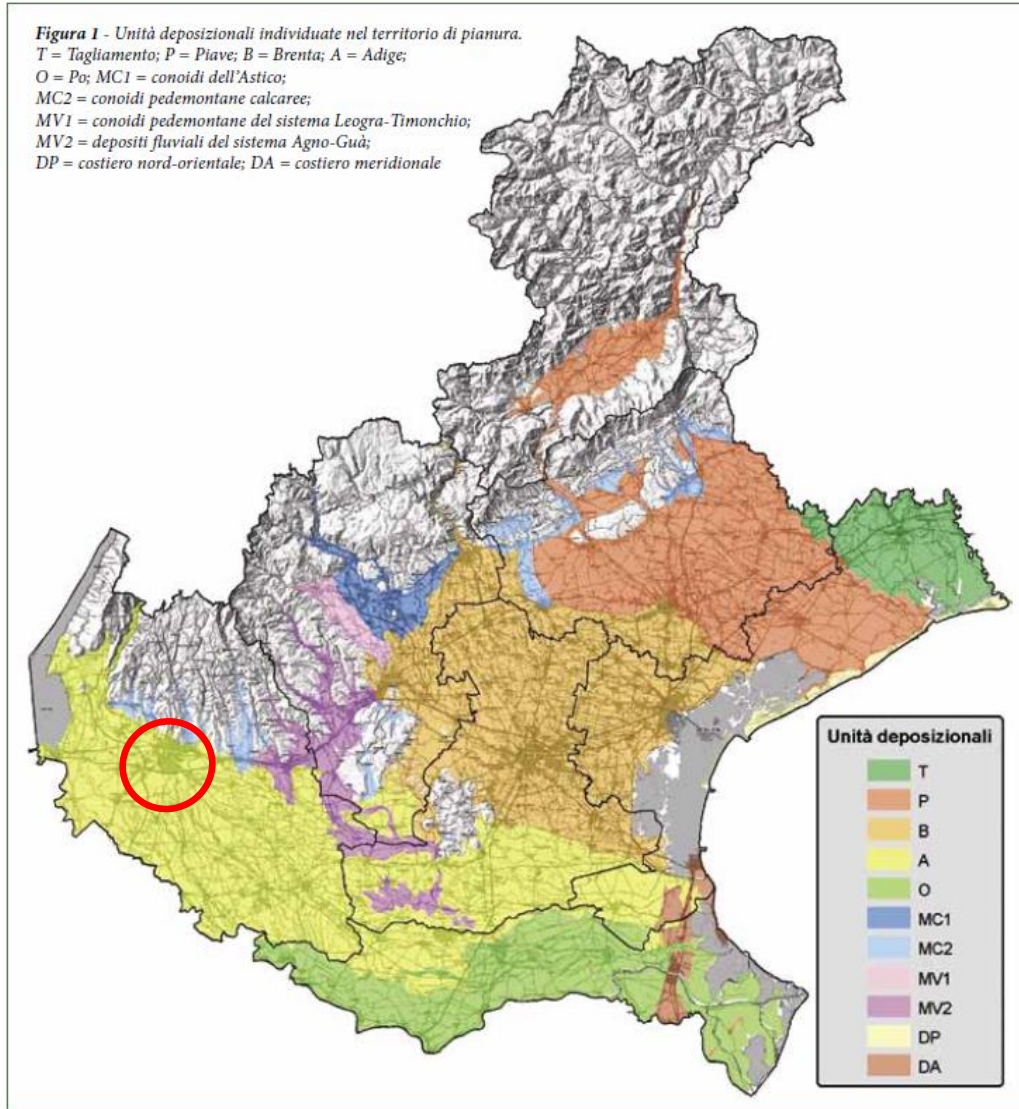 Figura 1 - Unità deposizionali individuate nel territorio di pianura.
T = Tagliamento; P = Piave; B = Brenta; A = Adige;
O = Po; MC1 = conoidi dell'Astico;
MC2 = conoidi pedemontane calcaree;
MV1 = conoidi pedemontane del sistema Leogra-Timonchio;
MV2 = depositi fluviali del sistema Agno-Guà;
DP = costiero nord-orientale; DA = costiero meridionale
Unità deposizionali
T
P
B
A
O
MC1
MC2
MV1
MV2
DP
DA